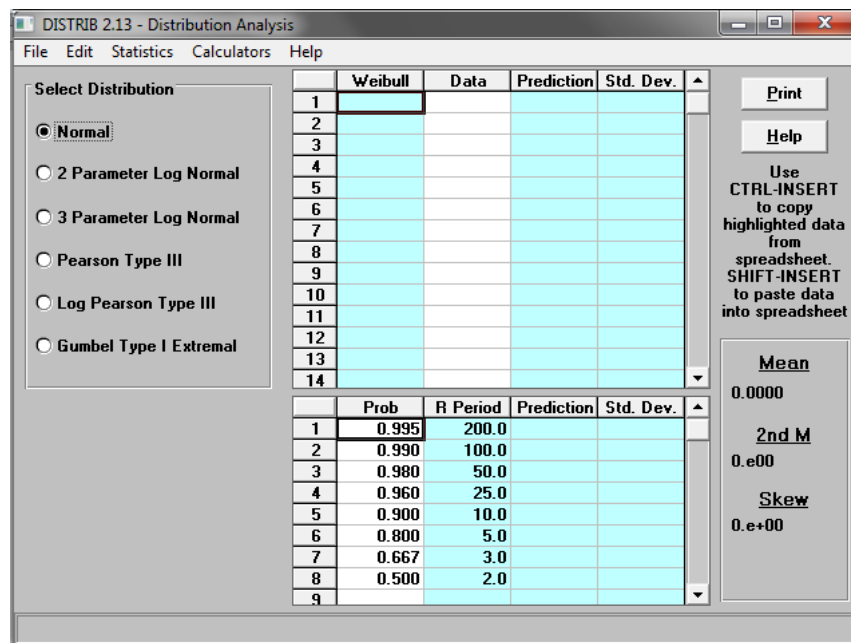 DISTRIB 2.13 - Distribution Analysis
File Edit Statistics Calculators Help
Select Distribution
Normal
2 Parameter Log Normal
3 Parameter Log Normal
Pearson Type III
Log Pearson Type III
Gumbel Type I Extremal
Weibull Data Prediction Std. Dev.
1
2
3
4
5
6
7
8
9
10
11
12
13
14
Prob R Period Prediction Std. Dev.
1 0.995 200.0
2 0.990 100.0
3 0.980 50.0
4 0.960 25.0
5 0.900 10.0
6 0.800 5.0
7 0.667 3.0
8 0.500 2.0
9
Print
Help
Use
CTRL-INSERT
to copy
highlighted data
from
spreadsheet.
SHIFT-INSERT
to paste data
into spreadsheet
Mean
0.0000
2nd M
0.e00
Skew
0.e+00